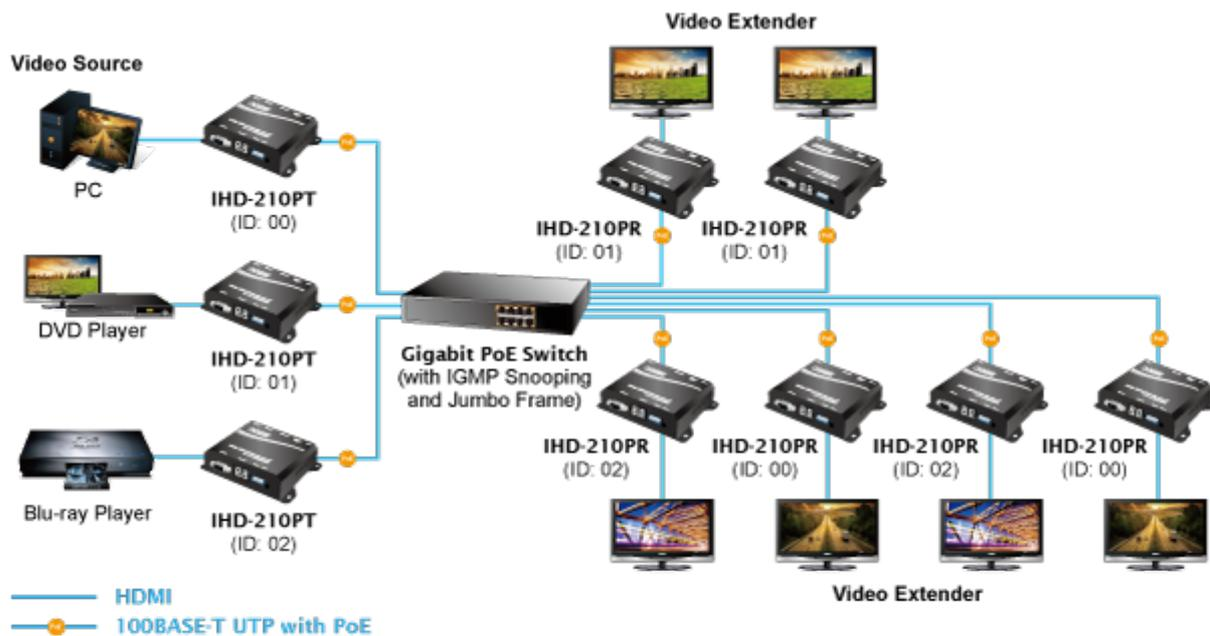 Video Extender
Video Source
PC
IHD-210PT
(ID: 00)
IHD-210PR
(ID: 01)
IHD-210PR
(ID: 01)
DVD Player
IHD-210PT
(ID: 01)
Gigabit PoE Switch
(with IGMP Snooping
and Jumbo Frame)
IHD-210PR
(ID: 02)
IHD-210PR
(ID: 00)
IHD-210PR
(ID: 02)
IHD-210PR
(ID: 00)
Blu-ray Player
IHD-210PT
(ID: 02)
Video Extender
HDMI
PoE
100BASE-T UTP with PoE